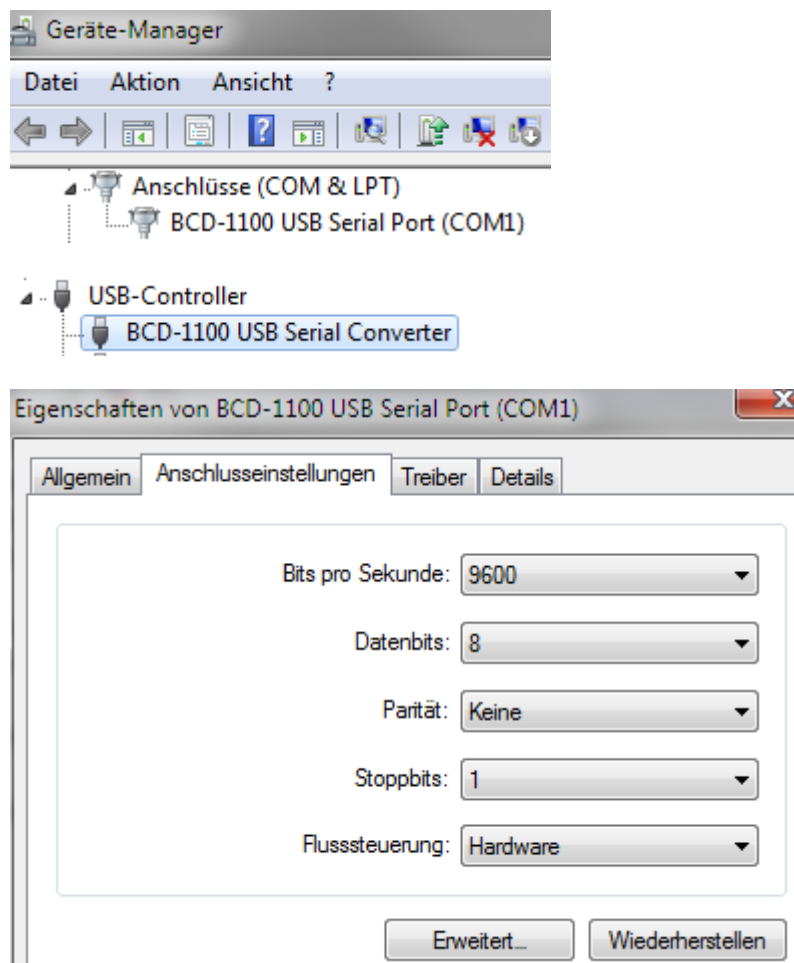 Geräte-Manager
Datei Aktion Ansicht ?
Anschlüsse (COM & LPT)
BCD-1100 USB Serial Port (COM1)
USB-Controller
BCD-1100 USB Serial Converter
Eigenschaften von BCD-1100 USB Serial Port (COM1)
Allgemein Anschlusseinstellungen Treiber Details
Bits pro Sekunde: 9600
Datenbits: 8
Parität: Keine
Stoppbits: 1
Flusssteuerung: Hardware
Erweitert... Wiederherstellen